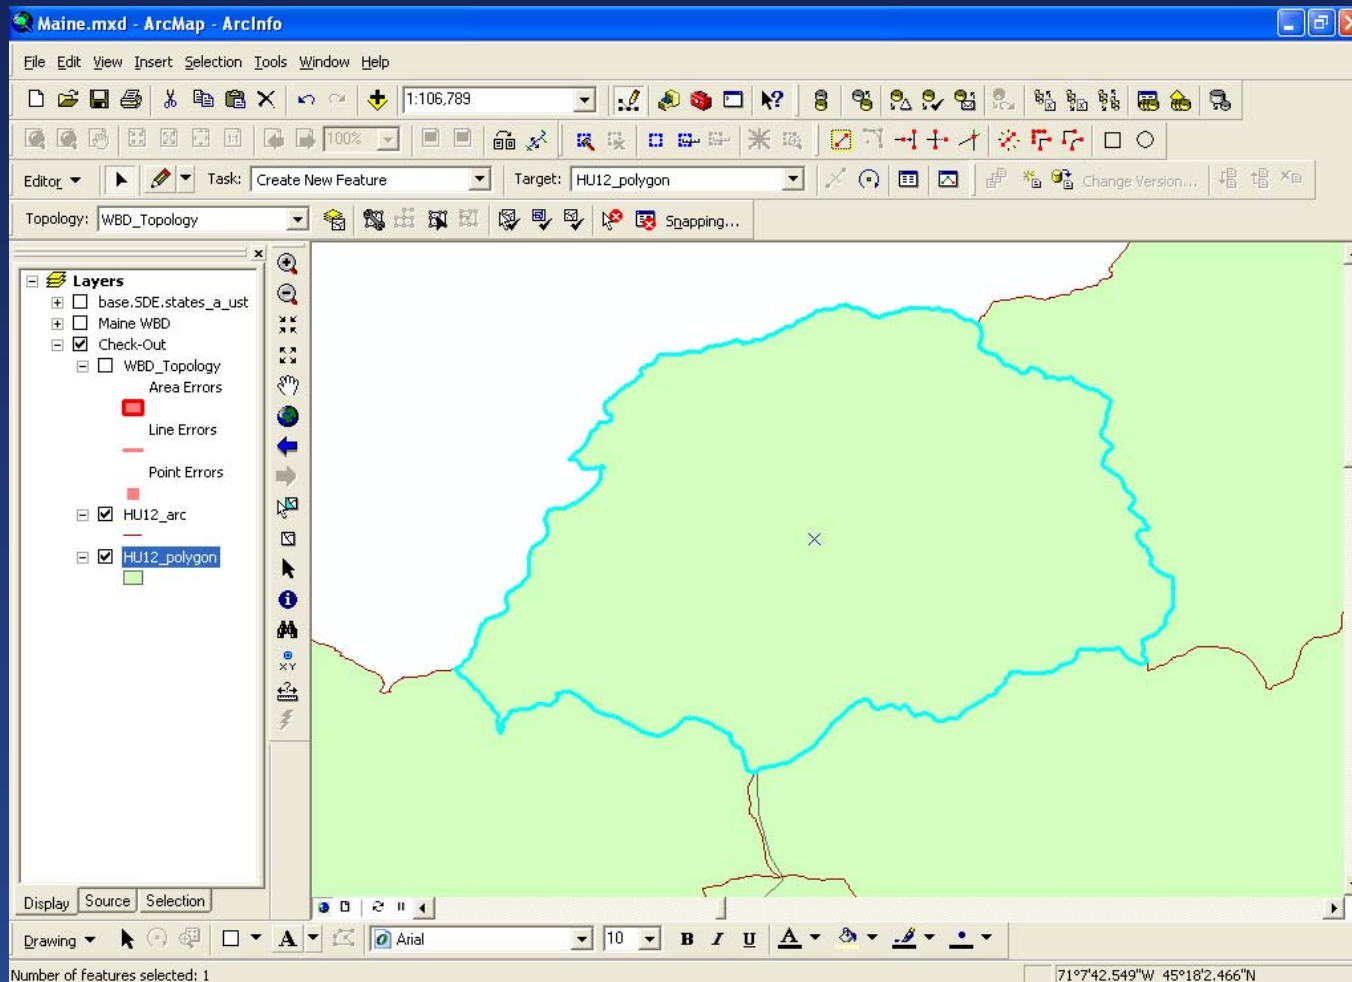 Maine.mxd - ArcMap - ArcInfo
File Edit View Insert Selection Tools Window Help
1:106,789
100%
Editor Task: Create New Feature Target: HU12_polygon Change Version...
Topology: WBD_Topology Snapping...
Layers
base.SDE.states_a_ust
Maine WBD
Check-Out
WBD_Topology
Area Errors
Line Errors
Point Errors
HU12_arc
HU12_polygon
XY
Display Source Selection
Drawing A Arial 10 B I U A
Number of features selected: 1 71°7'42.549"W 45°18'2.466"N